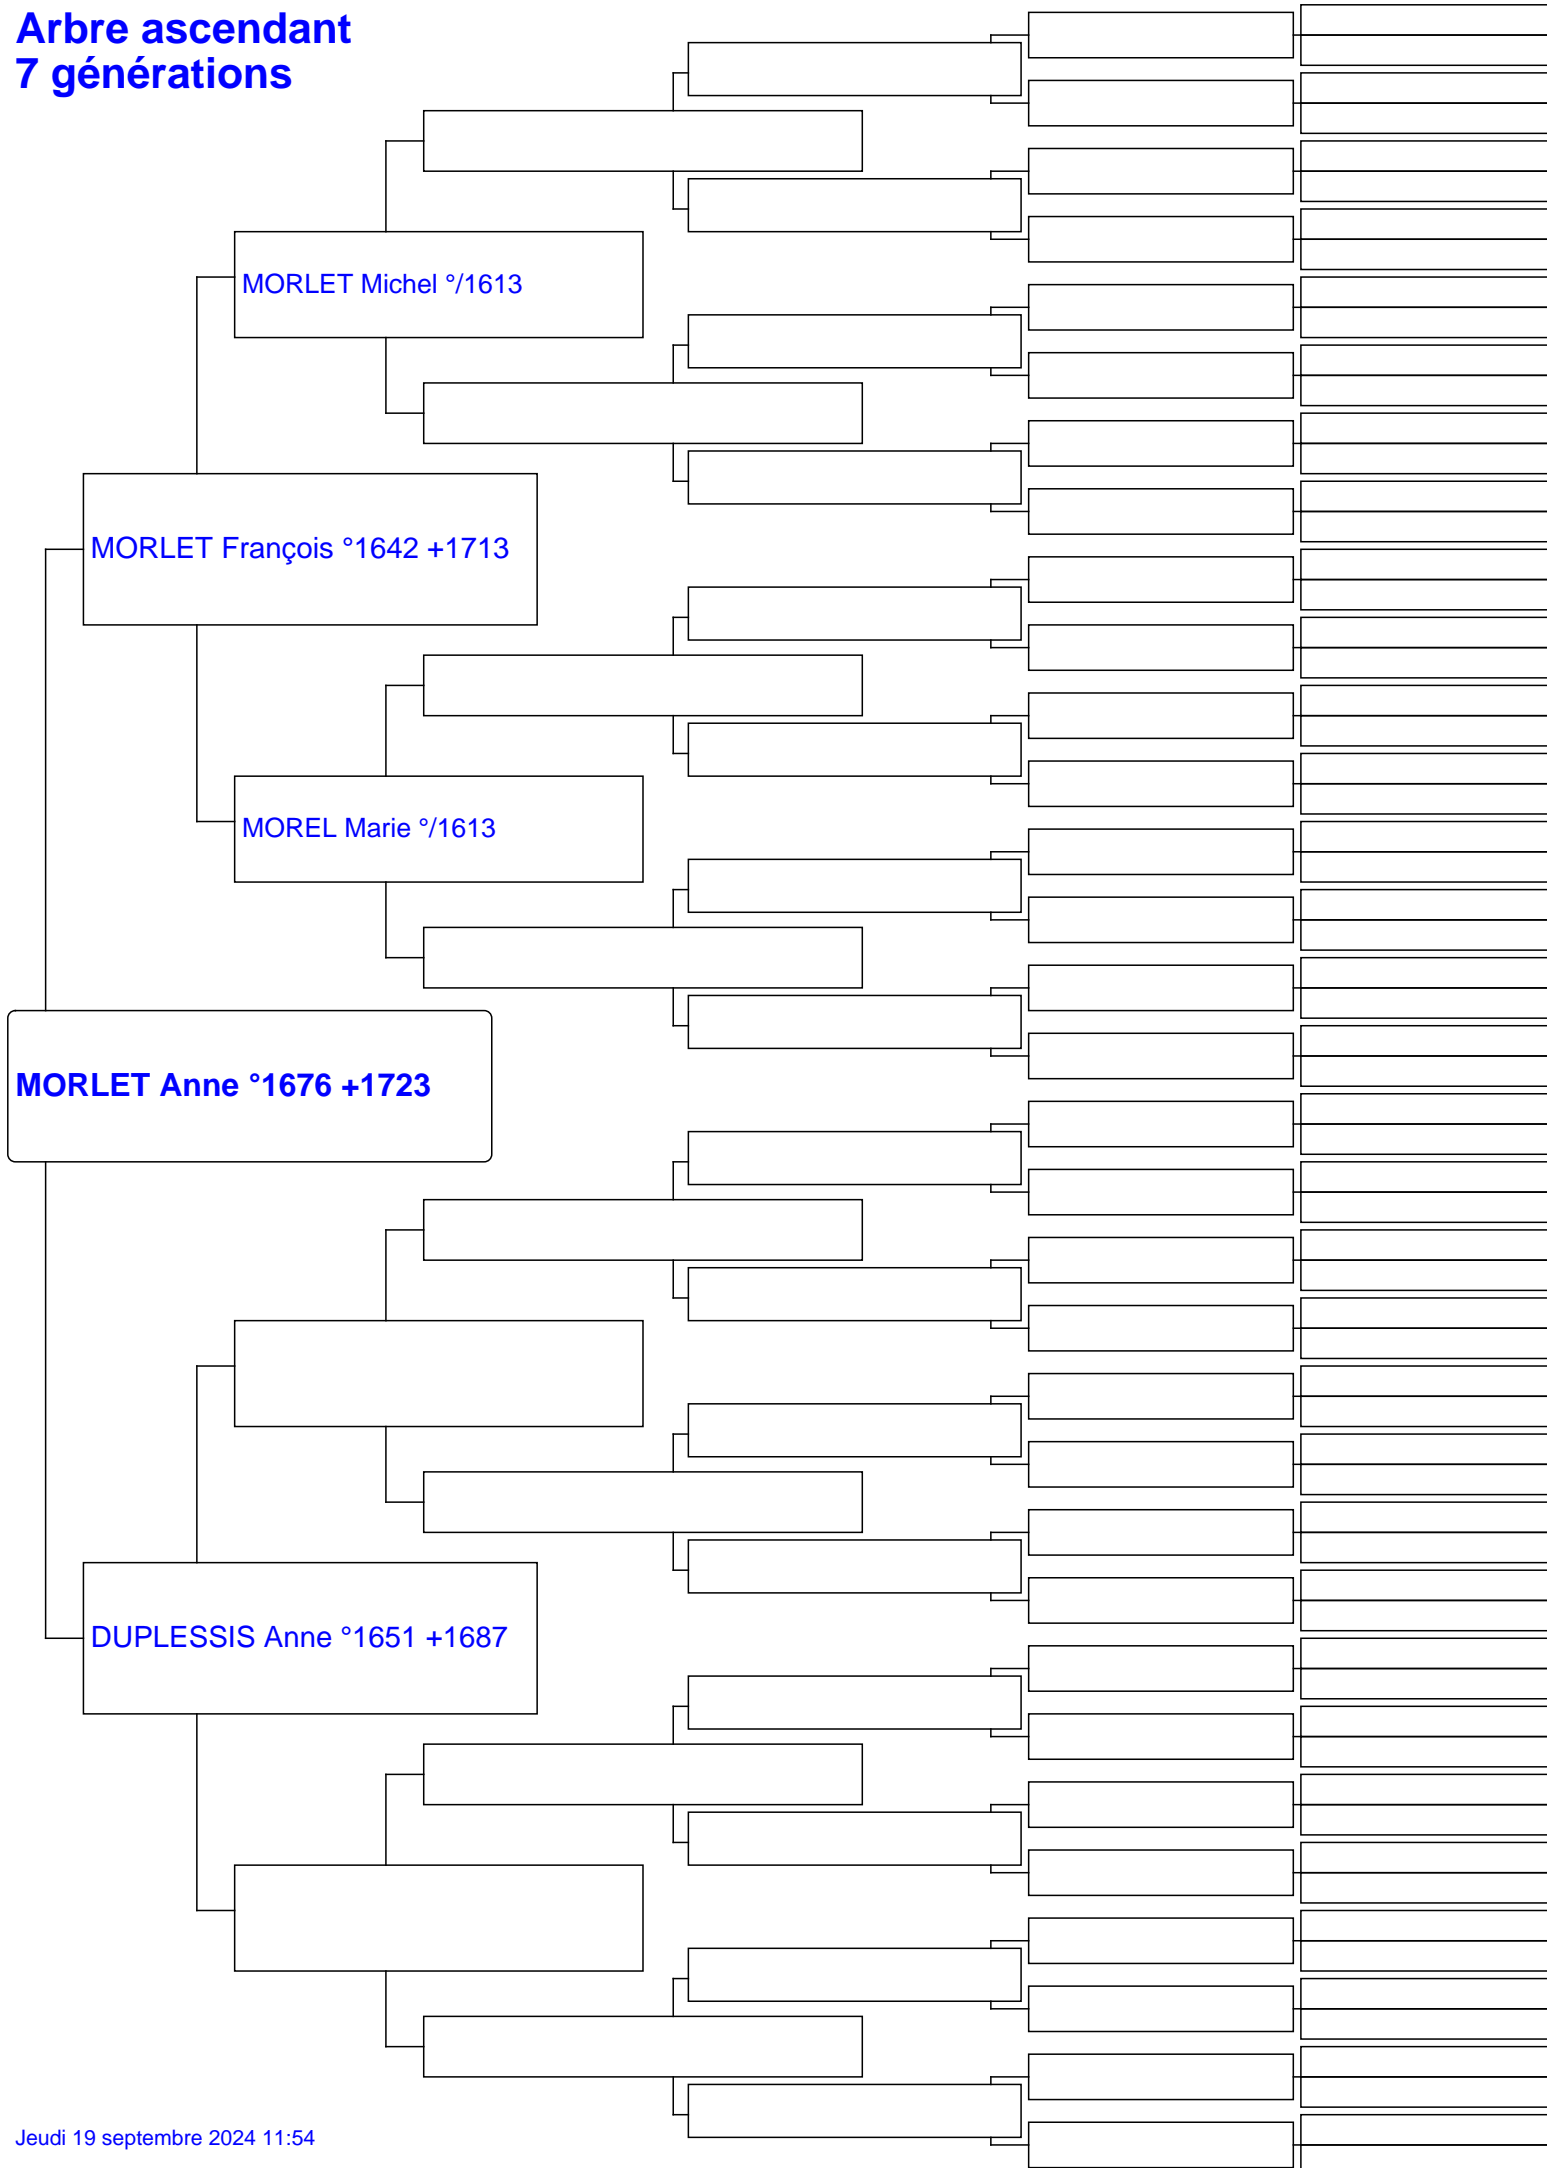 Arbre ascendant
7 générations
MORLET Michel °/1613
MORLET François °1642 +1713
MOREL Marie °/1613
MORLET Anne °1676 +1723
DUPLESSIS Anne °1651 +1687
Jeudi 19 septembre 2024 11:54